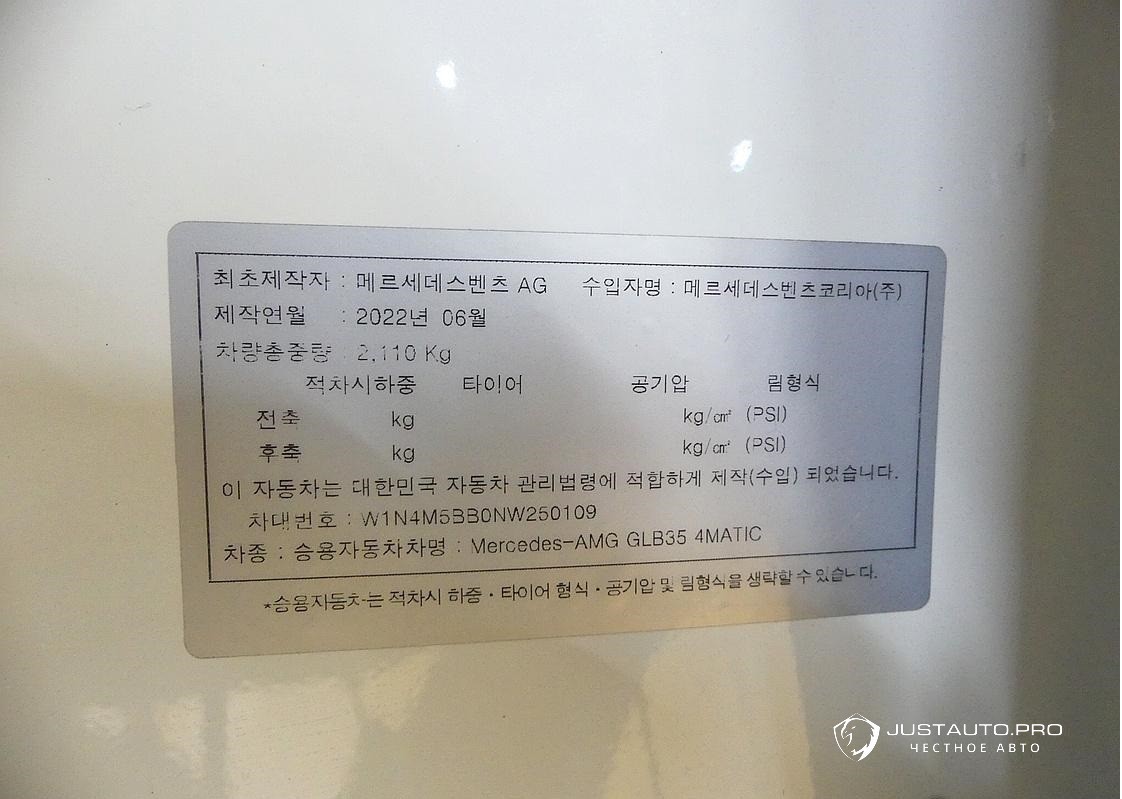 최초제작자 : 메르세데스벤츠 AG 수입자명 : 메르세데스벤츠코리아(주)
제작연월 : 2022년 06월
차량총중량 : 2,110 Kg
적차시하중 타이어 공기압 림형식
전축 kg kg/㎠ (PSI)
후축 kg kg/㎠ (PSI)
이 자동차는 대한민국 자동차 관리법령에 적합하게 제작(수입) 되었습니다.
차대번호 : W1N4M5BB0NW250109
차종 : 승용자동차차명 : Mercedes-AMG GLB35 4MATIC
*승용자동차는 적차시 하중・타이어 형식・공기압 및 림형식을 생략할 수 있습니다.
JUSTAUTO.PRO
ЧЕСТНОЕ АВТО